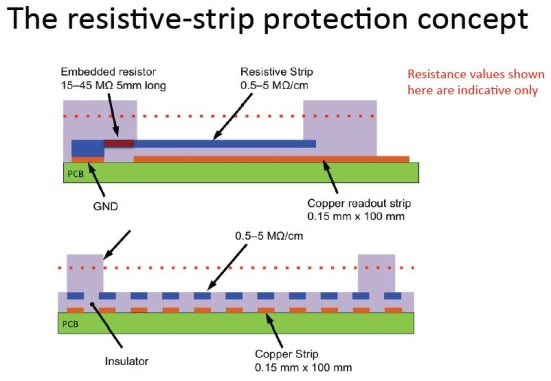 The resistive-strip protection concept
Embedded resistor
15–45 MΩ 5mm long
Resistive Strip
0.5–5 MΩ/cm
Resistance values shown
here are indicative only
PCB
GND
Copper readout strip
0.15 mm x 100 mm
0.5–5 MΩ/cm
PCB
Insulator
Copper Strip
0.15 mm x 100 mm